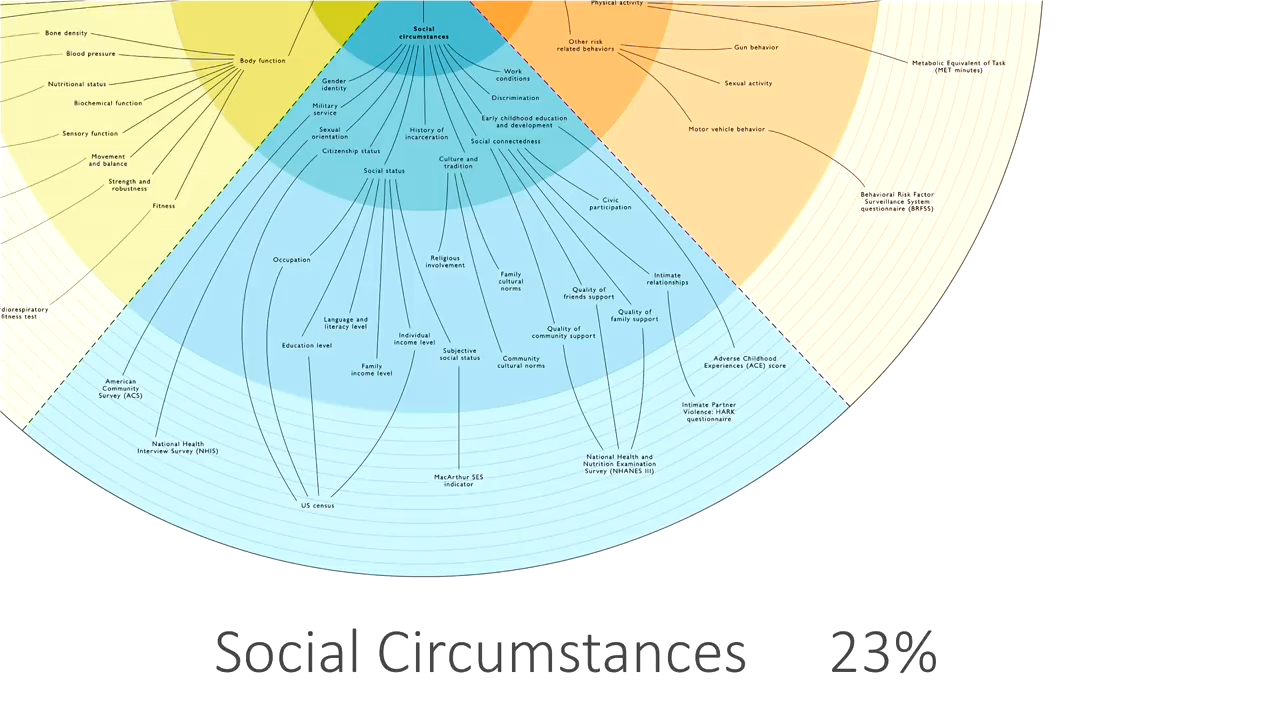 Physical activity
Bone density
Blood pressure
Body function
Nutritional status
Biochemical function
Sensory function
Movement
and balance
Strength and
robustness
Fitness
diorespiratory
fitness test
Social
circumstances
Gender
identity
Military
service
Sexual
orientation
Citizenship status
Social status
History of
incarceration
Culture and
tradition
Work
conditions
Discrimination
Early childhood education
and development
Social connectedness
Other risk
related behaviors
Gun behavior
Sexual activity
Motor vehicle behavior
Metabolic Equivalent of Task
(MET minutes)
Behavioral Risk Factor
Surveillance System
questionnaire (BRFSS)
Civic
participation
Occupation
Religious
involvement
Family
cultural
norms
Intimate
relationships
Quality of
friends support
Quality of
family support
Quality of
community support
Language and
literacy level
Education level
Individual
income level
Family
income level
Subjective
social status
Community
cultural norms
Adverse Childhood
Experiences (ACE) score
American
Community
Survey (ACS)
National Health
Interview Survey (NHIS)
US census
MacArthur SES
indicator
National Health and
Nutrition Examination
Survey (NHANES III)
Intimate Partner
Violence: HARK
questionnaire
Social Circumstances 23%